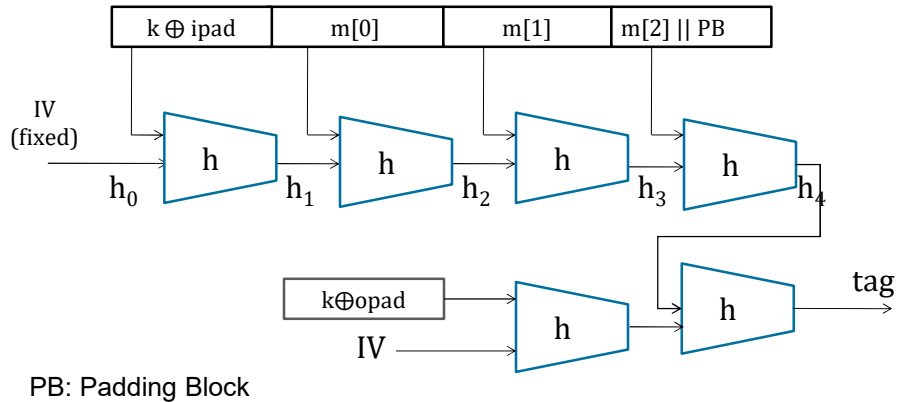 k ⊕ ipad m[0] m[1] m[2] || PB
IV
(fixed)
h h h h
h₀ h₁ h₂ h₃ h₄
k⊕opad
h h
tag
IV
PB: Padding Block